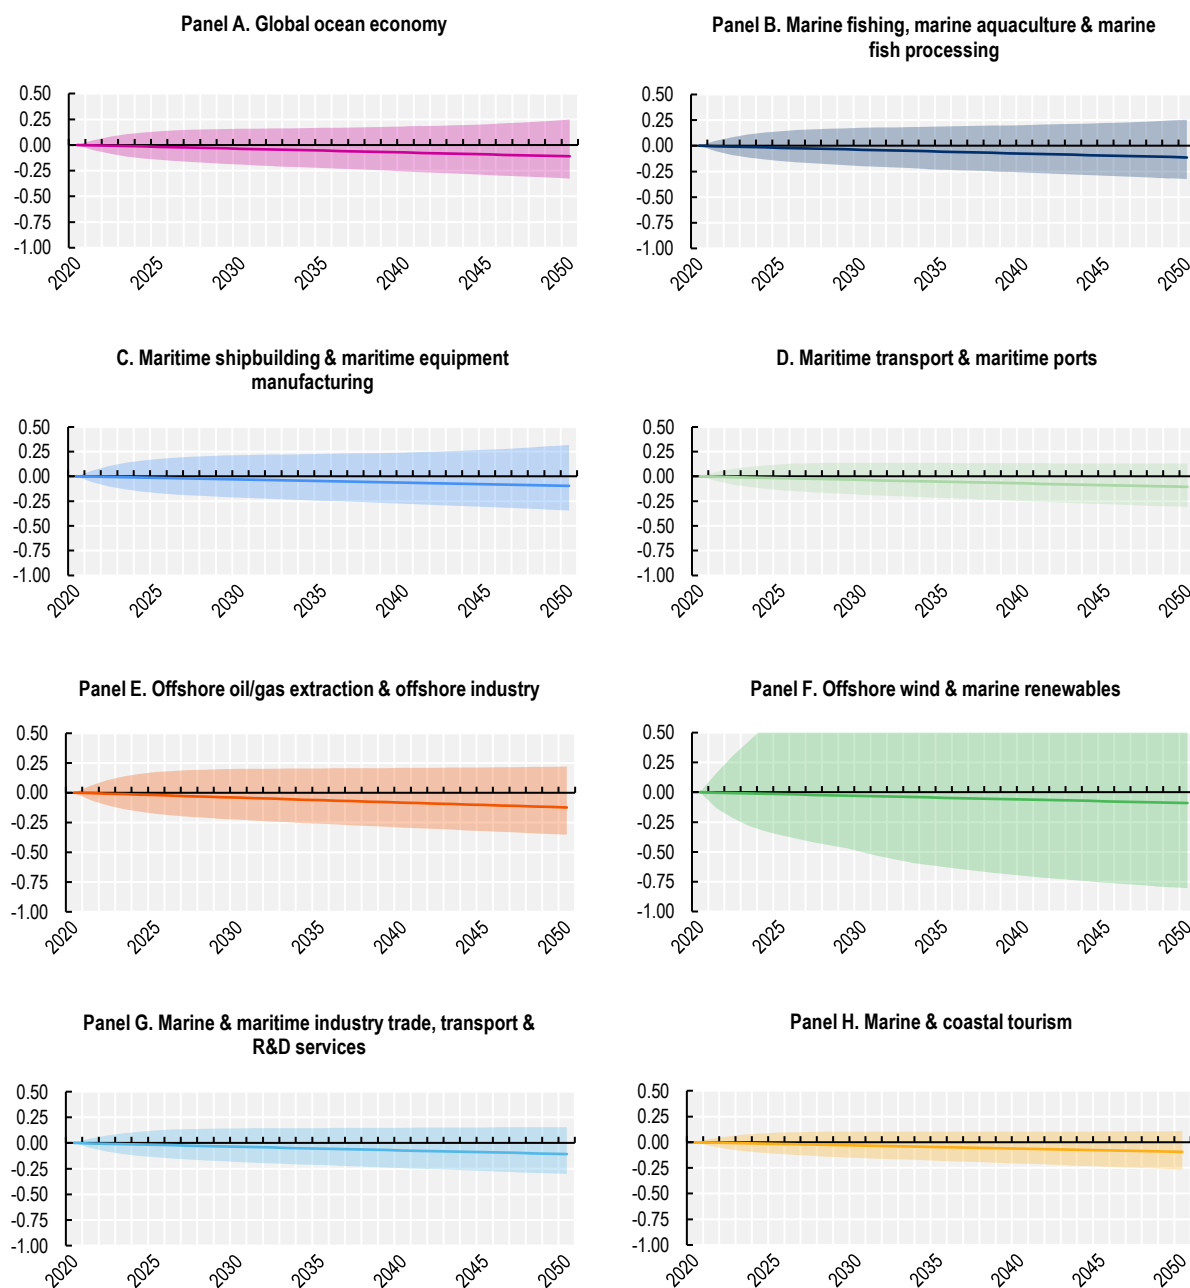 Panel A. Global ocean economy
0.50
0.25
0.00
-0.25
-0.50
-0.75
-1.00
2020 2025 2030 2035 2040 2045 2050
Panel B. Marine fishing, marine aquaculture & marine
fish processing
0.50
0.25
0.00
-0.25
-0.50
-0.75
-1.00
2020 2025 2030 2035 2040 2045 2050
C. Maritime shipbuilding & maritime equipment
manufacturing
0.50
0.25
0.00
-0.25
-0.50
-0.75
-1.00
2020 2025 2030 2035 2040 2045 2050
D. Maritime transport & maritime ports
0.50
0.25
0.00
-0.25
-0.50
-0.75
-1.00
2020 2025 2030 2035 2040 2045 2050
Panel E. Offshore oil/gas extraction & offshore industry
0.50
0.25
0.00
-0.25
-0.50
-0.75
-1.00
2020 2025 2030 2035 2040 2045 2050
Panel F. Offshore wind & marine renewables
0.50
0.25
0.00
-0.25
-0.50
-0.75
-1.00
2020 2025 2030 2035 2040 2045 2050
Panel G. Marine & maritime industry trade, transport &
R&D services
0.50
0.25
0.00
-0.25
-0.50
-0.75
-1.00
2020 2025 2030 2035 2040 2045 2050
Panel H. Marine & coastal tourism
0.50
0.25
0.00
-0.25
-0.50
-0.75
-1.00
2020 2025 2030 2035 2040 2045 2050